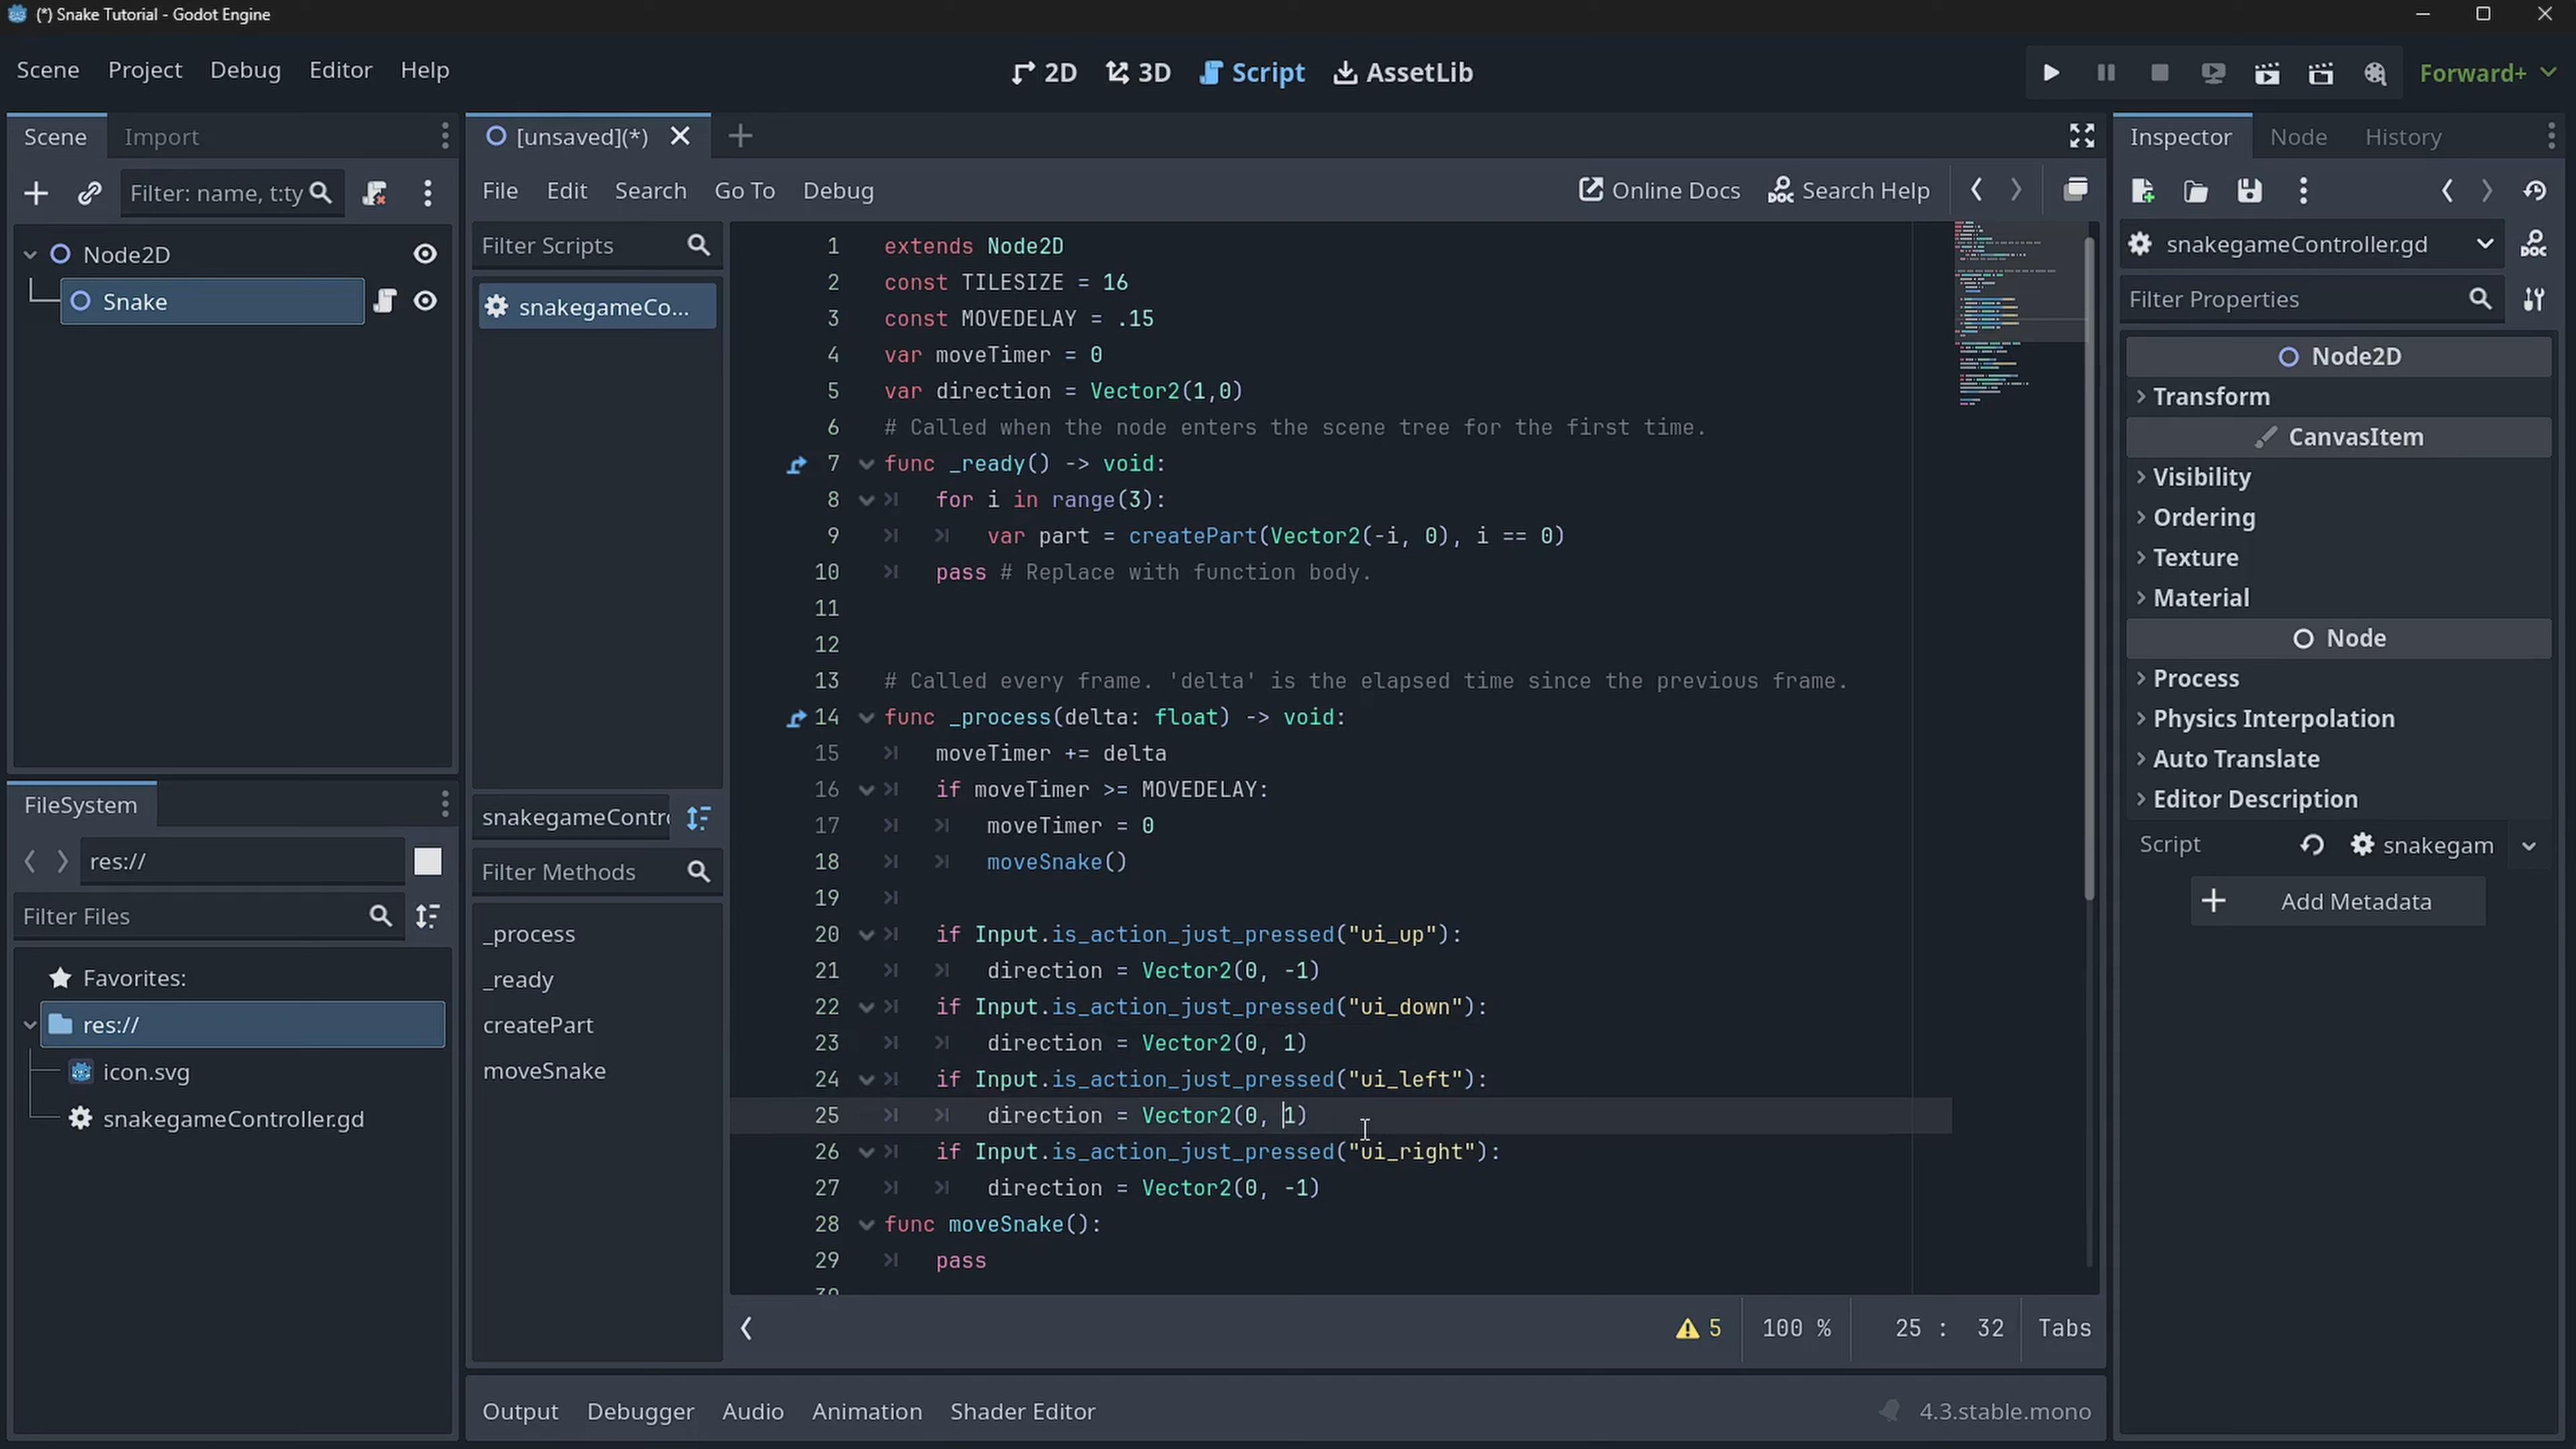 (*) Snake Tutorial - Godot Engine
Scene Project Debug Editor Help
2D 3D Script AssetLib
Forward+
Scene Import
Filter: name, t:ty
Node2D
Snake
FileSystem
res://
Filter Files
Favorites:
res://
icon.svg
snakegameController.gd
[unsaved](*)
File Edit Search Go To Debug
Online Docs Search Help
Filter Scripts
snakegameCo...
snakegameContro
Filter Methods
_process
_ready
createPart
moveSnake
1 extends Node2D
2 const TILESIZE = 16
3 const MOVEDELAY = .15
4 var moveTimer = 0
5 var direction = Vector2(1,0)
6 # Called when the node enters the scene tree for the first time.
7 func _ready() -> void:
8 for i in range(3):
9 var part = createPart(Vector2(-i, 0), i == 0)
10 pass # Replace with function body.
11
12
13 # Called every frame. 'delta' is the elapsed time since the previous frame.
14 func _process(delta: float) -> void:
15 moveTimer += delta
16 if moveTimer >= MOVEDELAY:
17 moveTimer = 0
18 moveSnake()
19
20 if Input.is_action_just_pressed("ui_up"):
21 direction = Vector2(0, -1)
22 if Input.is_action_just_pressed("ui_down"):
23 direction = Vector2(0, 1)
24 if Input.is_action_just_pressed("ui_left"):
25 direction = Vector2(0, 1)
26 if Input.is_action_just_pressed("ui_right"):
27 direction = Vector2(0, -1)
28 func moveSnake():
29 pass
30
5 100 % 25 : 32 Tabs
Output Debugger Audio Animation Shader Editor
4.3.stable.mono
Inspector Node History
snakegameController.gd
Filter Properties
Node2D
Transform
CanvasItem
Visibility
Ordering
Texture
Material
Node
Process
Physics Interpolation
Auto Translate
Editor Description
Script snakegam
Add Metadata